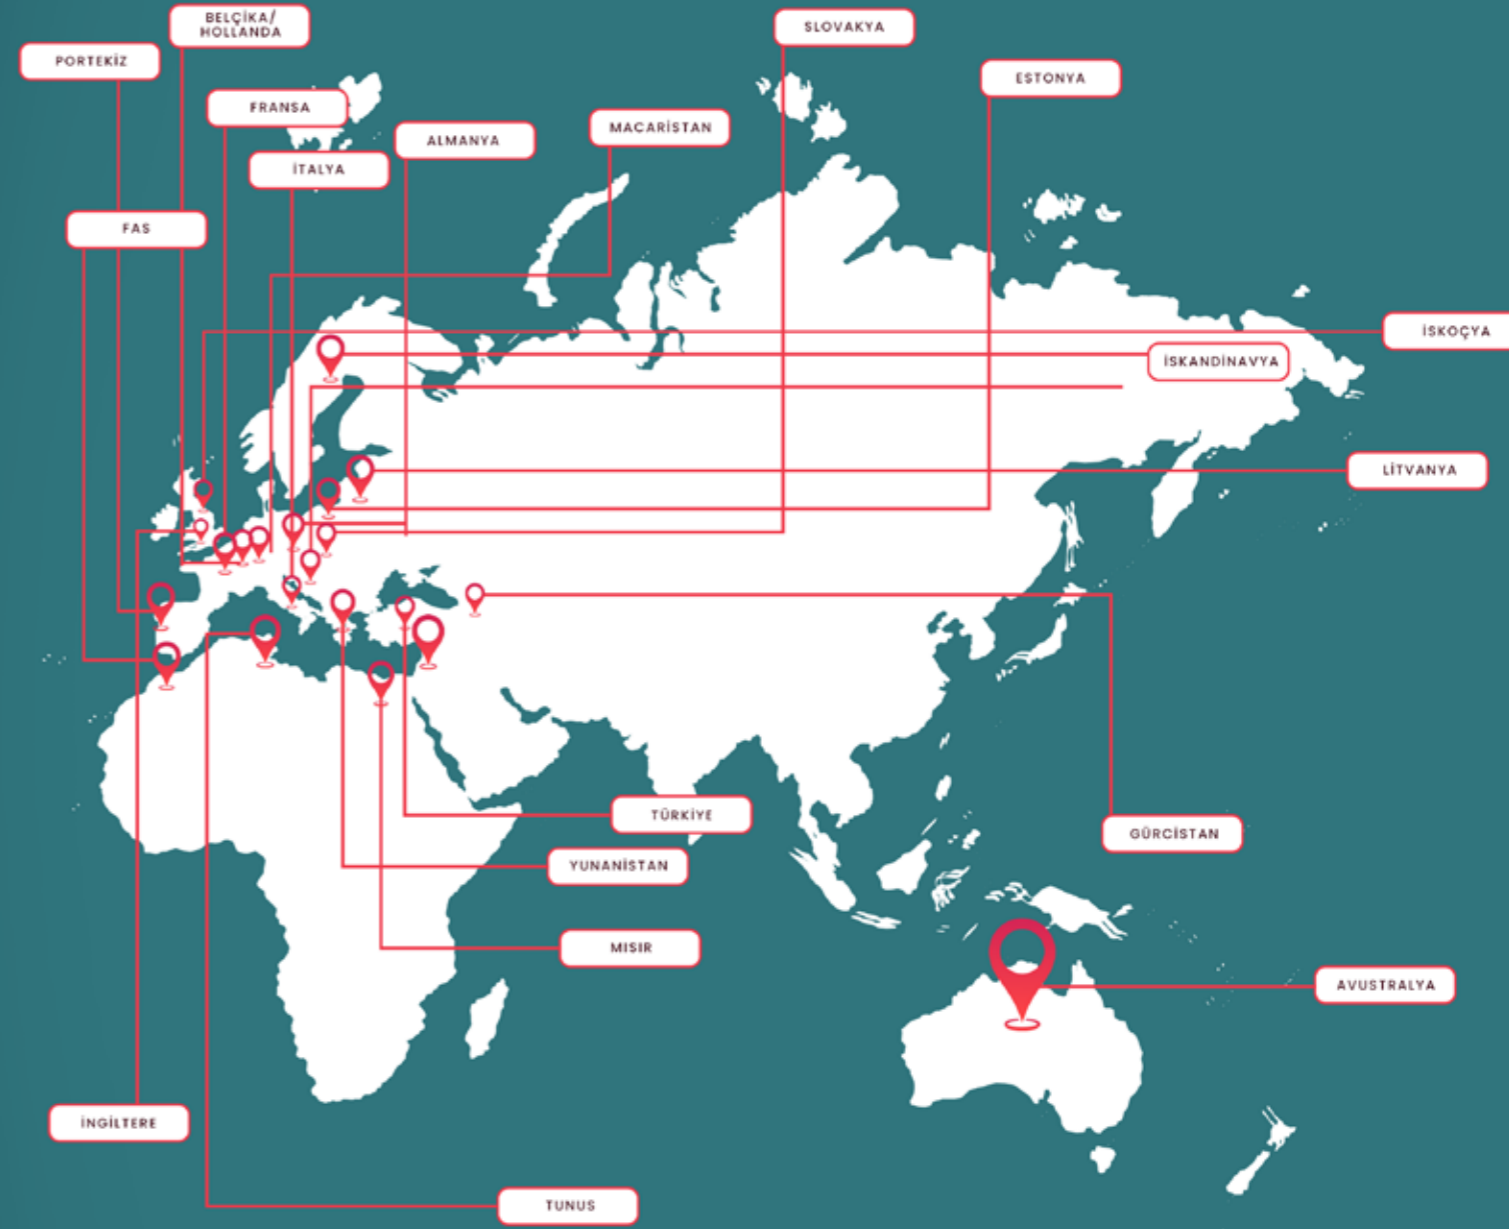 BELÇİKA/
HOLLANDA
SLOVAKYA
PORTEKİZ
ESTONYA
FRANSA
MACARİSTAN
ALMANYA
İTALYA
FAS
İSKOÇYA
İSKANDİNAVYA
LİTVANYA
TÜRKİYE
GÜRCİSTAN
YUNANİSTAN
MISIR
AVUSTRALYA
İNGİLTERE
TUNUS